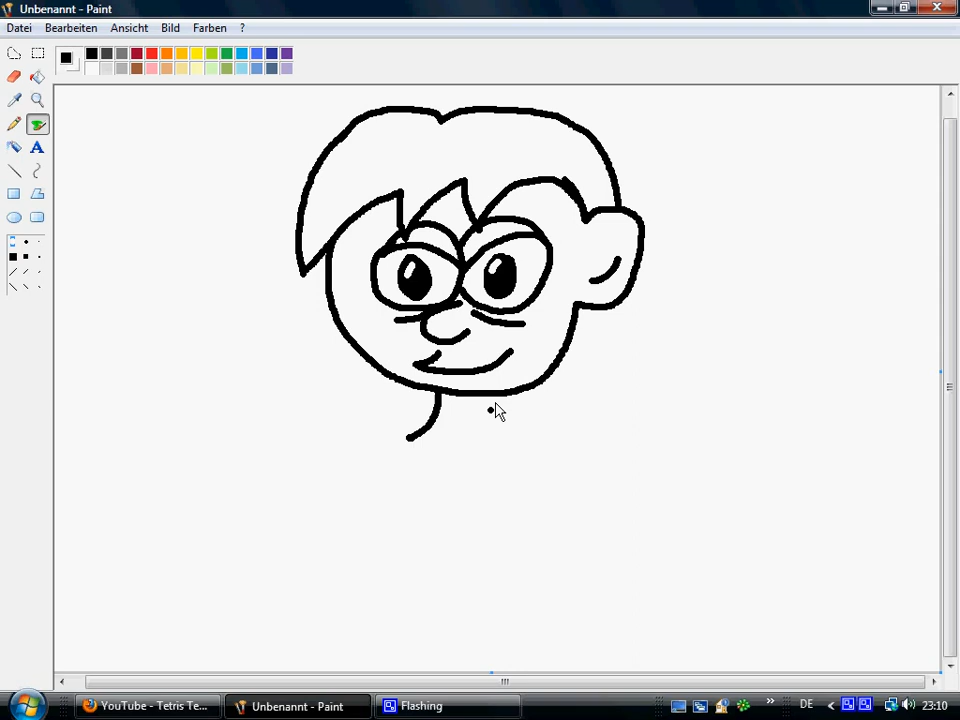 Unbenannt - Paint
Datei Bearbeiten Ansicht Bild Farben ?
A
YouTube - Tetris Te...
Unbenannt - Paint
Flashing
» DE 23:10